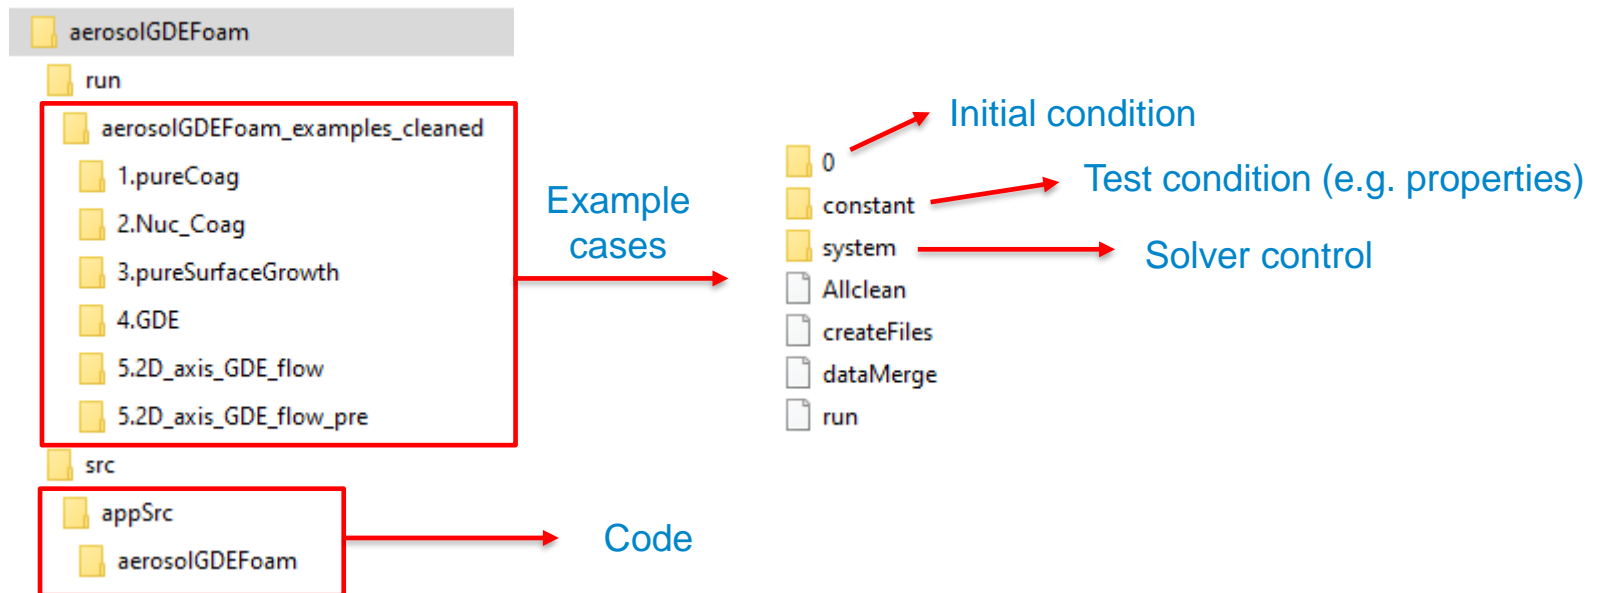 aerosolGDEFoam
run
aerosolGDEFoam_examples_cleaned
1.pureCoag
2.Nuc_Coag
3.pureSurfaceGrowth
4.GDE
5.2D_axis_GDE_flow
5.2D_axis_GDE_flow_pre
src
appSrc
aerosolGDEFoam
Example
cases
Code
0
constant
system
Allclean
createFiles
dataMerge
run
Initial condition
Test condition (e.g. properties)
Solver control